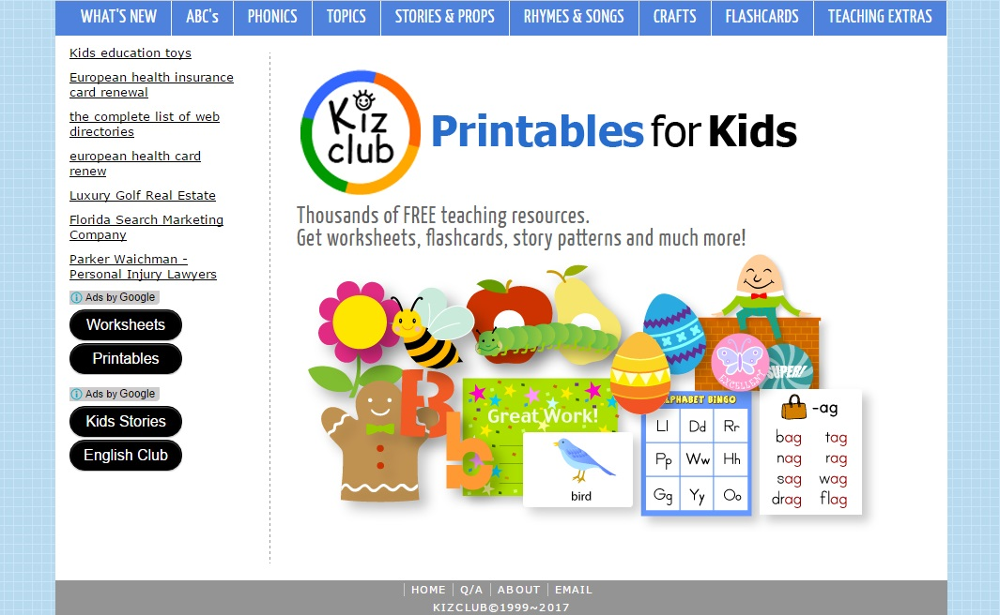 WHAT'S NEW
ABC's
PHONICS
TOPICS
STORIES & PROPS
RHYMES & SONGS
CRAFTS
FLASHCARDS
TEACHING EXTRAS
Kids education toys
European health insurance
card renewal
the complete list of web
directories
european health card
renew
Luxury Golf Real Estate
Florida Search Marketing
Company
Parker Waichman -
Personal Injury Lawyers
Ads by Google
Worksheets
Printables
Ads by Google
Kids Stories
English Club
Kiz
club
Printables for Kids
Thousands of FREE teaching resources.
Get worksheets, flashcards, story patterns and much more!
EXCELLENT
SUPER!
B
b
Great Work!
bird
ALPHABET BINGO
Ll Dd Rr
Pp Ww Hh
Gg Yy Oo
-ag
bag tag
nag rag
sag wag
drag flag
HOME Q/A ABOUT EMAIL
KIZCLUB©1999~2017